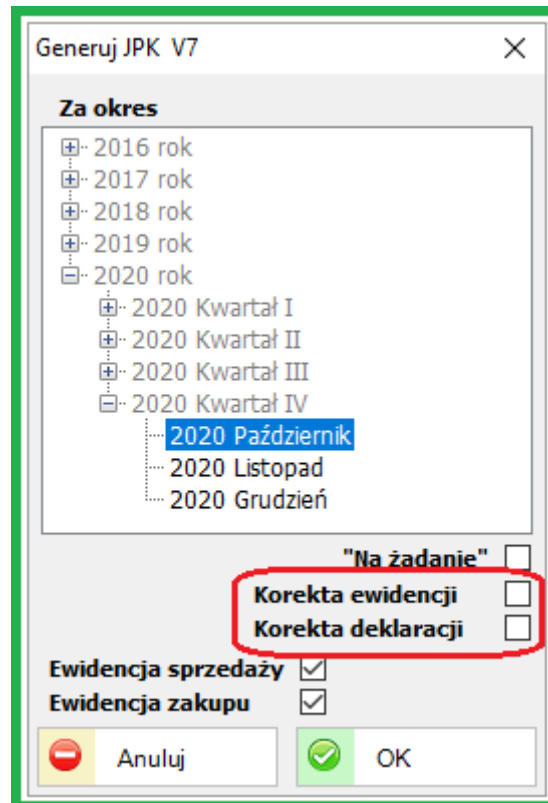 Generuj JPK V7
Za okres
2016 rok
2017 rok
2018 rok
2019 rok
2020 rok
2020 Kwartał I
2020 Kwartał II
2020 Kwartał III
2020 Kwartał IV
2020 Październik
2020 Listopad
2020 Grudzień
"Na żadanie"
Korekta ewidencji
Korekta deklaracji
Ewidencja sprzedaży
Ewidencja zakupu
Anuluj OK